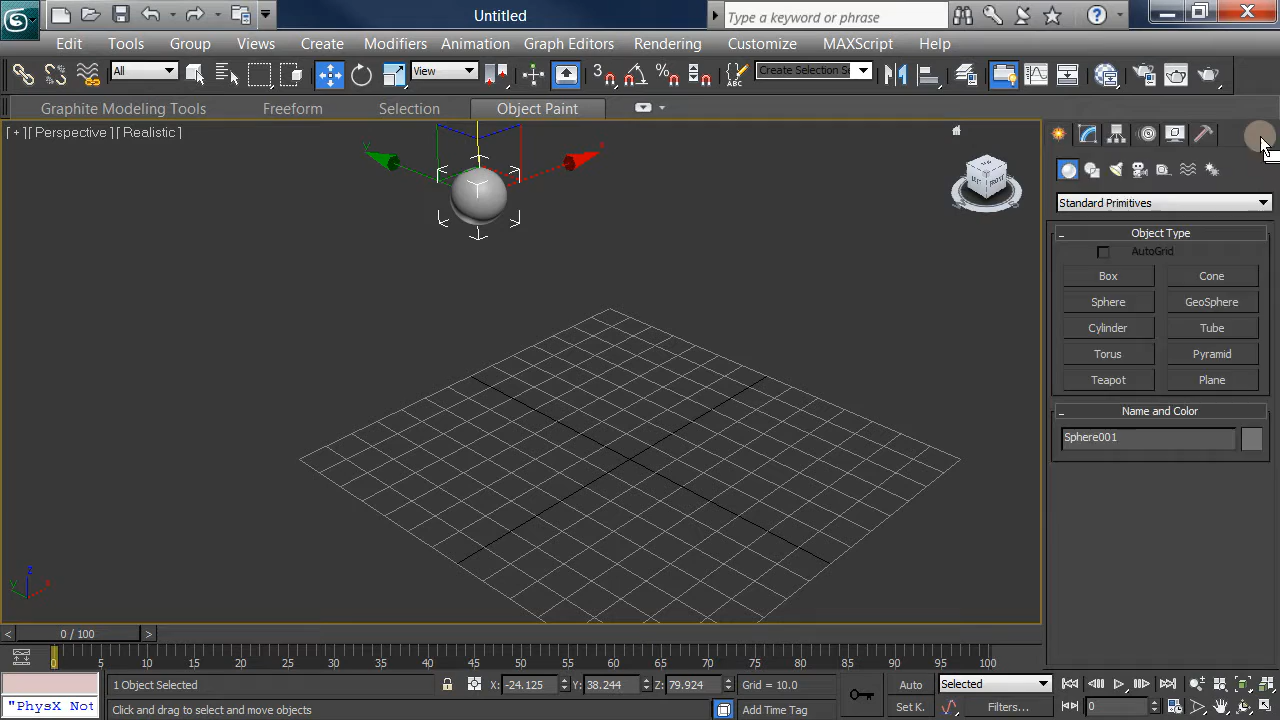 Untitled
Type a keyword or phrase
Edit Tools Group Views Create Modifiers Animation Graph Editors Rendering Customize MAXScript Help
All
View
3
Create Selection Se
Graphite Modeling Tools Freeform Selection Object Paint
[ + ] [ Perspective ] [ Realistic ]
y
x
Standard Primitives
- Object Type
AutoGrid
Box Cone
Sphere GeoSphere
Cylinder Tube
Torus Pyramid
Teapot Plane
- Name and Color
Sphere001
z
y x
< 0 / 100 >
0 5 10 15 20 25 30 35 40 45 50 55 60 65 70 75 80 85 90 95 100
1 Object Selected X: -24.125 Y: 38.244 Z: 79.924 Grid = 10.0 Auto Selected
"PhysX Not Click and drag to select and move objects Add Time Tag Set K. Filters... 0